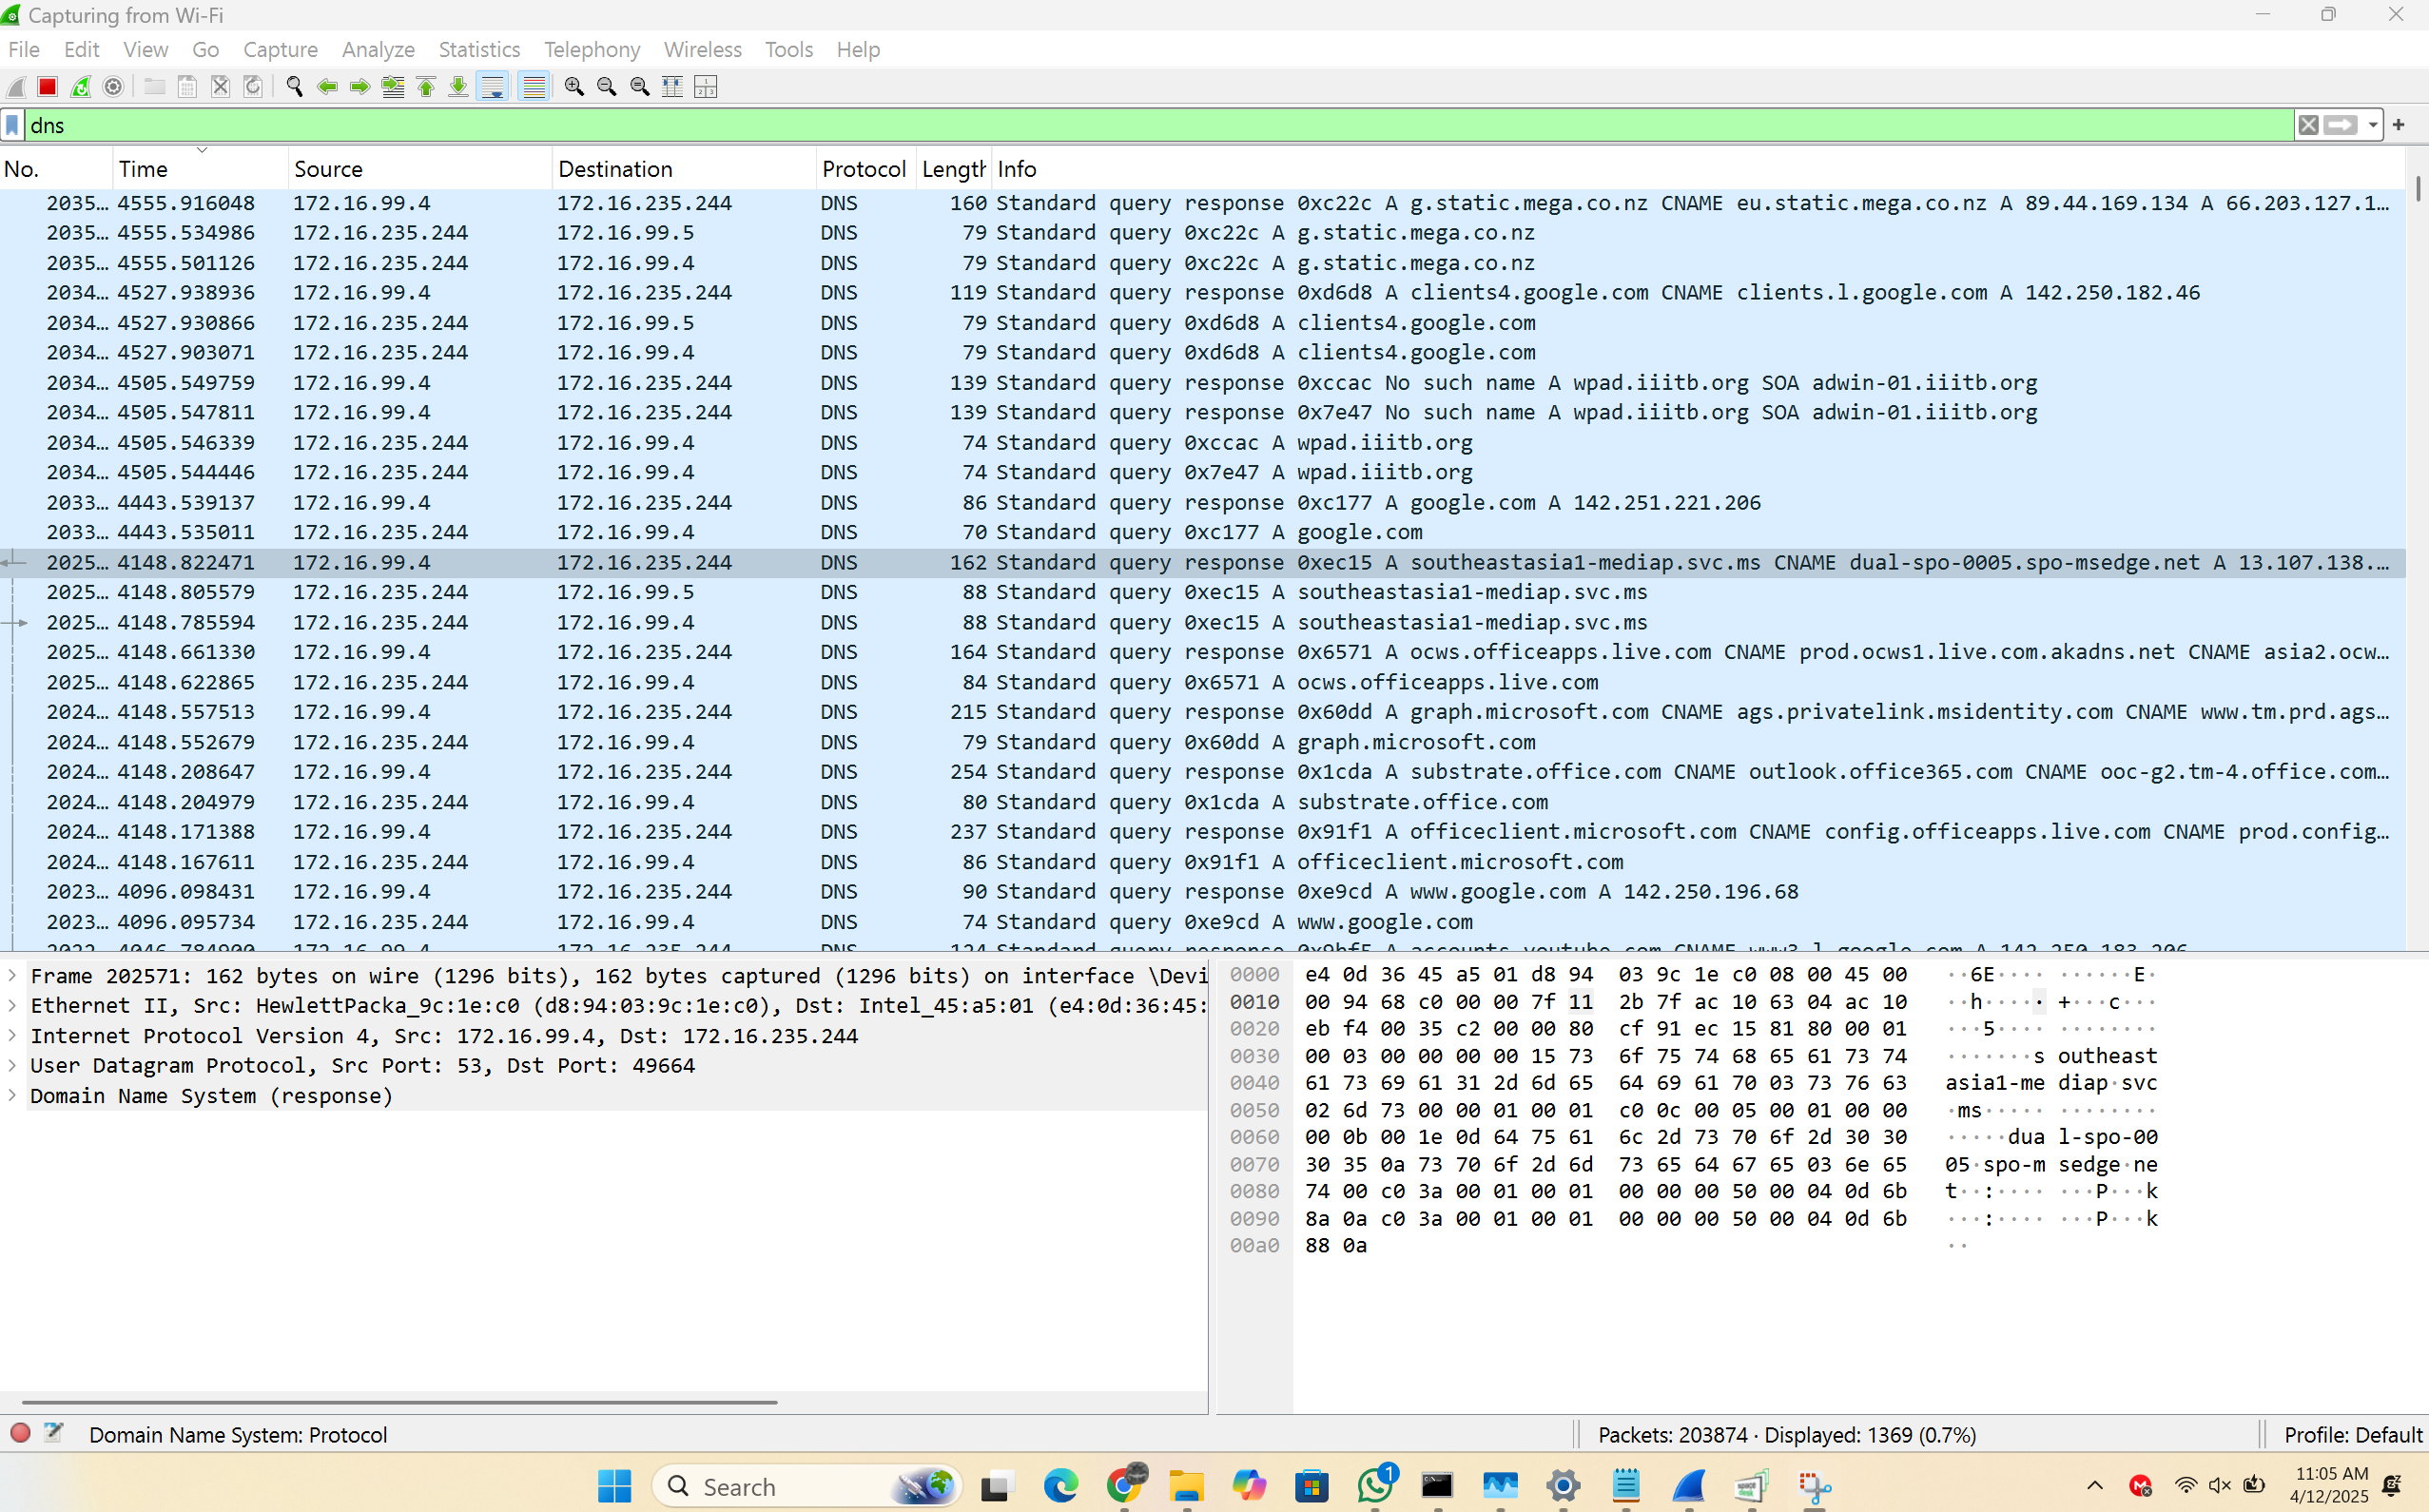 Capturing from Wi-Fi
File Edit View Go Capture Analyze Statistics Telephony Wireless Tools Help
dns
No. Time Source Destination Protocol Length Info
2035… 4555.916048 172.16.99.4 172.16.235.244 DNS 160 Standard query response 0xc22c A g.static.mega.co.nz CNAME eu.static.mega.co.nz A 89.44.169.134 A 66.203.127.1…
2035… 4555.534986 172.16.235.244 172.16.99.5 DNS 79 Standard query 0xc22c A g.static.mega.co.nz
2035… 4555.501126 172.16.235.244 172.16.99.4 DNS 79 Standard query 0xc22c A g.static.mega.co.nz
2034… 4527.938936 172.16.99.4 172.16.235.244 DNS 119 Standard query response 0xd6d8 A clients4.google.com CNAME clients.l.google.com A 142.250.182.46
2034… 4527.930866 172.16.235.244 172.16.99.5 DNS 79 Standard query 0xd6d8 A clients4.google.com
2034… 4527.903071 172.16.235.244 172.16.99.4 DNS 79 Standard query 0xd6d8 A clients4.google.com
2034… 4505.549759 172.16.99.4 172.16.235.244 DNS 139 Standard query response 0xccac No such name A wpad.iiitb.org SOA adwin-01.iiitb.org
2034… 4505.547811 172.16.99.4 172.16.235.244 DNS 139 Standard query response 0x7e47 No such name A wpad.iiitb.org SOA adwin-01.iiitb.org
2034… 4505.546339 172.16.235.244 172.16.99.4 DNS 74 Standard query 0xccac A wpad.iiitb.org
2034… 4505.544446 172.16.235.244 172.16.99.4 DNS 74 Standard query 0x7e47 A wpad.iiitb.org
2033… 4443.539137 172.16.99.4 172.16.235.244 DNS 86 Standard query response 0xc177 A google.com A 142.251.221.206
2033… 4443.535011 172.16.235.244 172.16.99.4 DNS 70 Standard query 0xc177 A google.com
2025… 4148.822471 172.16.99.4 172.16.235.244 DNS 162 Standard query response 0xec15 A southeastasia1-mediap.svc.ms CNAME dual-spo-0005.spo-msedge.net A 13.107.138.…
2025… 4148.805579 172.16.235.244 172.16.99.5 DNS 88 Standard query 0xec15 A southeastasia1-mediap.svc.ms
2025… 4148.785594 172.16.235.244 172.16.99.4 DNS 88 Standard query 0xec15 A southeastasia1-mediap.svc.ms
2025… 4148.661330 172.16.99.4 172.16.235.244 DNS 164 Standard query response 0x6571 A ocws.officeapps.live.com CNAME prod.ocws1.live.com.akadns.net CNAME asia2.ocw…
2025… 4148.622865 172.16.235.244 172.16.99.4 DNS 84 Standard query 0x6571 A ocws.officeapps.live.com
2024… 4148.557513 172.16.99.4 172.16.235.244 DNS 215 Standard query response 0x60dd A graph.microsoft.com CNAME ags.privatelink.msidentity.com CNAME www.tm.prd.ags…
2024… 4148.552679 172.16.235.244 172.16.99.4 DNS 79 Standard query 0x60dd A graph.microsoft.com
2024… 4148.208647 172.16.99.4 172.16.235.244 DNS 254 Standard query response 0x1cda A substrate.office.com CNAME outlook.office365.com CNAME ooc-g2.tm-4.office.com…
2024… 4148.204979 172.16.235.244 172.16.99.4 DNS 80 Standard query 0x1cda A substrate.office.com
2024… 4148.171388 172.16.99.4 172.16.235.244 DNS 237 Standard query response 0x91f1 A officeclient.microsoft.com CNAME config.officeapps.live.com CNAME prod.config…
2024… 4148.167611 172.16.235.244 172.16.99.4 DNS 86 Standard query 0x91f1 A officeclient.microsoft.com
2023… 4096.098431 172.16.99.4 172.16.235.244 DNS 90 Standard query response 0xe9cd A www.google.com A 142.250.196.68
2023… 4096.095734 172.16.235.244 172.16.99.4 DNS 74 Standard query 0xe9cd A www.google.com
Frame 202571: 162 bytes on wire (1296 bits), 162 bytes captured (1296 bits) on interface \Devi
Ethernet II, Src: HewlettPacka_9c:1e:c0 (d8:94:03:9c:1e:c0), Dst: Intel_45:a5:01 (e4:0d:36:45:
Internet Protocol Version 4, Src: 172.16.99.4, Dst: 172.16.235.244
User Datagram Protocol, Src Port: 53, Dst Port: 49664
Domain Name System (response)
0000 e4 0d 36 45 a5 01 d8 94 03 9c 1e c0 08 00 45 00 ··6E···· ······E·
0010 00 94 68 c0 00 00 7f 11 2b 7f ac 10 63 04 ac 10 ··h····· +···c···
0020 eb f4 00 35 c2 00 00 80 cf 91 ec 15 81 80 00 01 ···5···· ········
0030 00 03 00 00 00 00 15 73 6f 75 74 68 65 61 73 74 ·······s outheast
0040 61 73 69 61 31 2d 6d 65 64 69 61 70 03 73 76 63 asia1-me diap·svc
0050 02 6d 73 00 00 01 00 01 c0 0c 00 05 00 01 00 00 ·ms····· ········
0060 00 0b 00 1e 0d 64 75 61 6c 2d 73 70 6f 2d 30 30 ·····dua l-spo-00
0070 30 35 0a 73 70 6f 2d 6d 73 65 64 67 65 03 6e 65 05·spo-m sedge·ne
0080 74 00 c0 3a 00 01 00 01 00 00 00 50 00 04 0d 6b t··:···· ···P···k
0090 8a 0a c0 3a 00 01 00 01 00 00 00 50 00 04 0d 6b ···:···· ···P···k
00a0 88 0a ··
Domain Name System: Protocol
Packets: 203874 · Displayed: 1369 (0.7%)
Profile: Default
Search
1
11:05 AM
4/12/2025